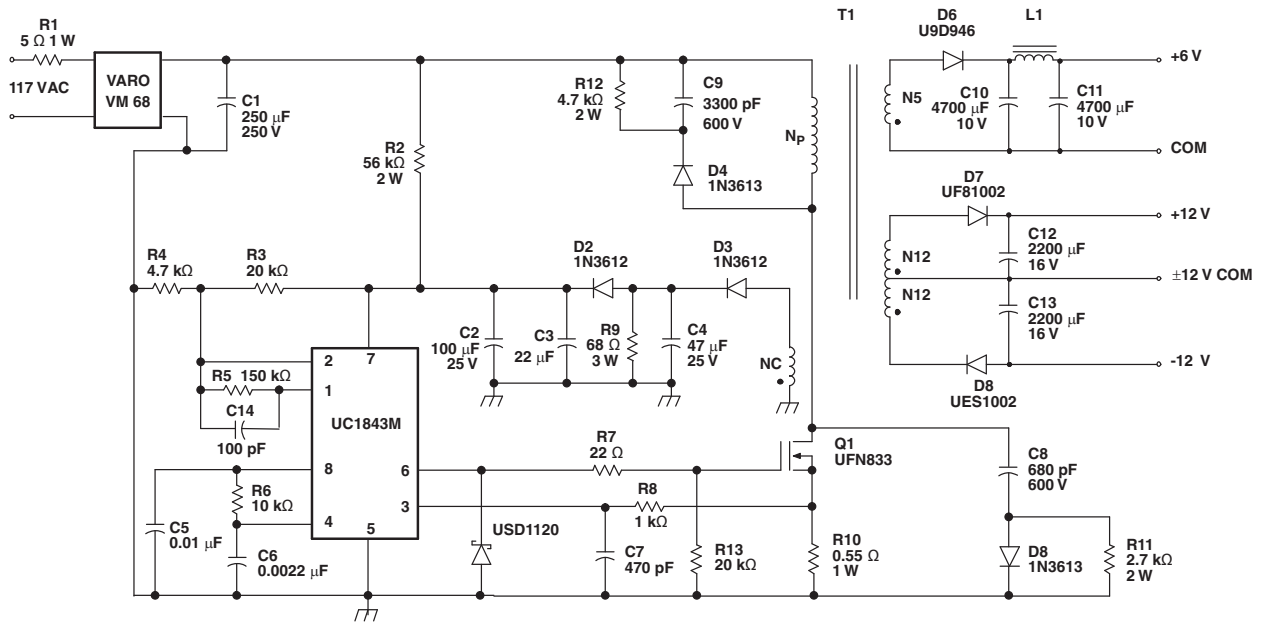 R1
5 Ω 1 W
117 VAC
VARO
VM 68
C1
250 µF
250 V
R2
56 kΩ
2 W
R12
4.7 kΩ
2 W
C9
3300 pF
600 V
D4
1N3613
NP
T1
D6
U9D946
L1
+6 V
N5
C10
4700 µF
10 V
C11
4700 µF
10 V
COM
D7
UF81002
+12 V
N12
N12
C12
2200 µF
16 V
±12 V COM
C13
2200 µF
16 V
-12 V
D8
UES1002
R4
4.7 kΩ
R3
20 kΩ
D2
1N3612
D3
1N3612
C2
100 µF
25 V
C3
22 µF
R9
68 Ω
3 W
C4
47 µF
25 V
NC
2
7
R5 150 kΩ
1
C14
100 pF
UC1843M
8
6
R6
10 kΩ
3
4
5
C5
0.01 µF
C6
0.0022 µF
R7
22 Ω
Q1
UFN833
R8
1 kΩ
USD1120
C7
470 pF
R13
20 kΩ
R10
0.55 Ω
1 W
C8
680 pF
600 V
D8
1N3613
R11
2.7 kΩ
2 W